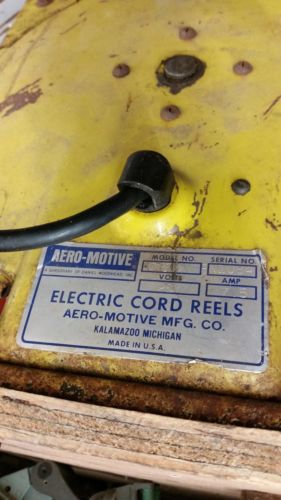 AERO-MOTIVE
A SUBSIDIARY OF DANIEL WOODHEAD, INC.
MODEL NO. SERIAL NO.
VOLTS AMP
ELECTRIC CORD REELS
AERO-MOTIVE MFG. CO.
KALAMAZOO MICHIGAN
MADE IN U.S.A.